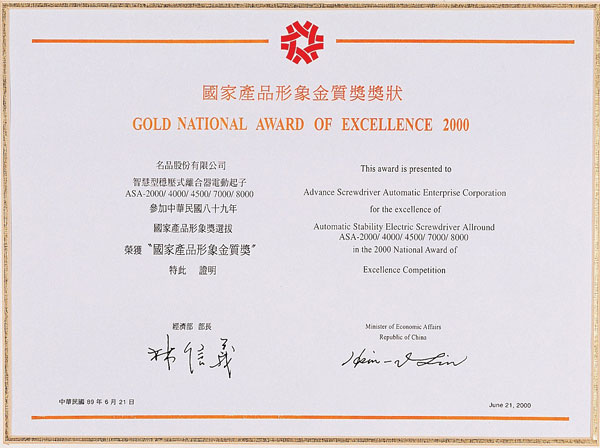 國家產品形象金質獎獎狀
GOLD NATIONAL AWARD OF EXCELLENCE 2000
名品股份有限公司
智慧型穩壓式離合器電動起子
ASA-2000/ 4000/ 4500/ 7000/ 8000
參加中華民國八十九年
國家產品形象獎選拔
榮獲〝國家產品形象金質獎〞
特此 證明
經濟部 部長
林信義
中華民國 89 年 6 月 21 日
This award is presented to
Advance Screwdriver Automatic Enterprise Corporation
for the excellence of
Automatic Stability Electric Screwdriver Allround
ASA-2000/ 4000/ 4500/ 7000/ 8000
in the 2000 National Award of
Excellence Competition
Minister of Economic Affairs
Republic of China
Hsin-I Lin
June 21, 2000